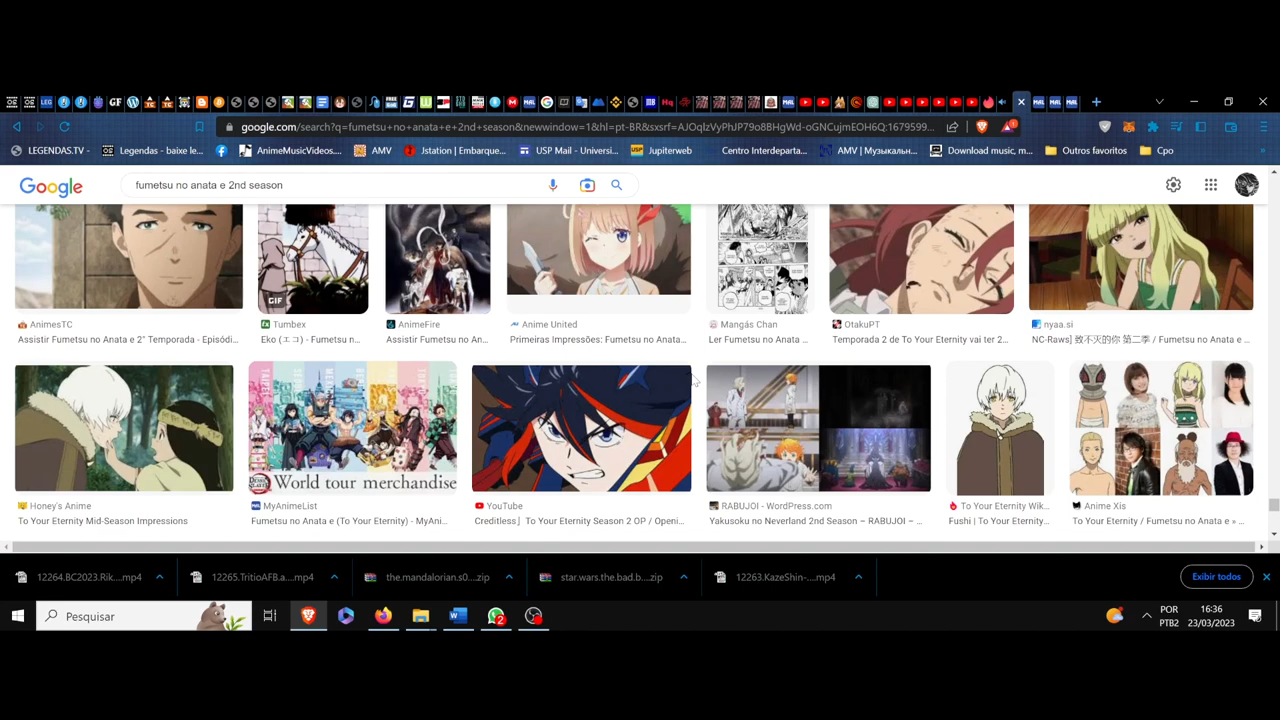 google.com/search?q=fumetsu+no+anata+e+2nd+season&newwindow=1&hl=pt-BR&sxsrf=AJOqlzVyPhJP79o8BHgWd-oGNCujmEOH6Q:1679599...
LEGENDAS.TV - Legendas - baixe le... AnimeMusicVideos.... AMV Jstation | Embarque... USP Mail - Universi... Jupiterweb Centro Interdeparta... AMV | Музыкальн... Download music, m... Outros favoritos Cpo
Google fumetsu no anata e 2nd season
GIF
AnimesTC Tumbex AnimeFire Anime United Mangás Chan OtakuPT nyaa.si
Assistir Fumetsu no Anata e 2° Temporada - Episódi... Eko (エコ) - Fumetsu n... Assistir Fumetsu no An... Primeiras Impressões: Fumetsu no Anata... Ler Fumetsu no Anata ... Temporada 2 de To Your Eternity vai ter 2... NC-Raws] 致不灭的你 第二季 / Fumetsu no Anata e ...
World tour merchandise
Honey's Anime MyAnimeList YouTube RABUJOI - WordPress.com To Your Eternity Wik... Anime Xis
To Your Eternity Mid-Season Impressions Fumetsu no Anata e (To Your Eternity) - MyAni... Creditless」To Your Eternity Season 2 OP / Openi... Yakusoku no Neverland 2nd Season – RABUJOI – ... Fushi | To Your Eternity... To Your Eternity / Fumetsu no Anata e » ...
12264.BC2023.Rik....mp4 12265.TritioAFB.a....mp4 the.mandalorian.s0....zip star.wars.the.bad.b....zip 12263.KazeShin-....mp4 Exibir todos
Pesquisar 2 POR 16:36
PTB2 23/03/2023